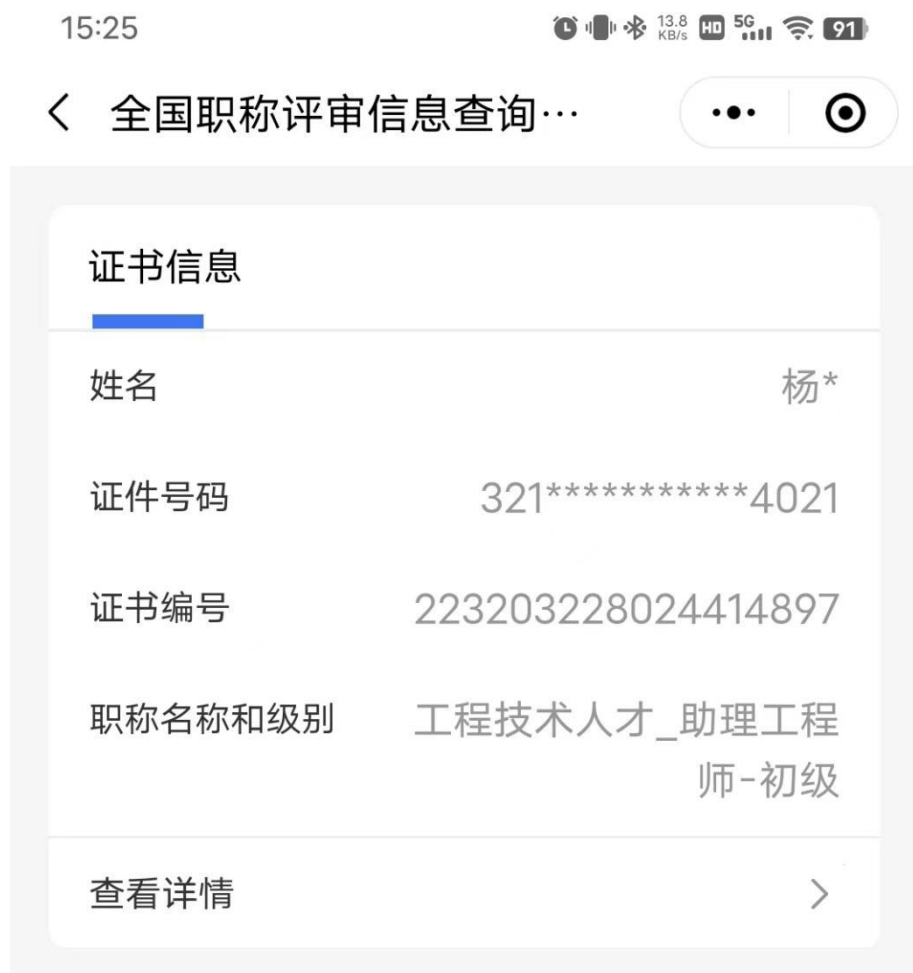 15:25 13.8 KB/s HD 5G 91
全国职称评审信息查询…
证书信息
姓名 杨*
证件号码 321***********4021
证书编号 223203228024414897
职称名称和级别 工程技术人才_助理工程
师-初级
查看详情